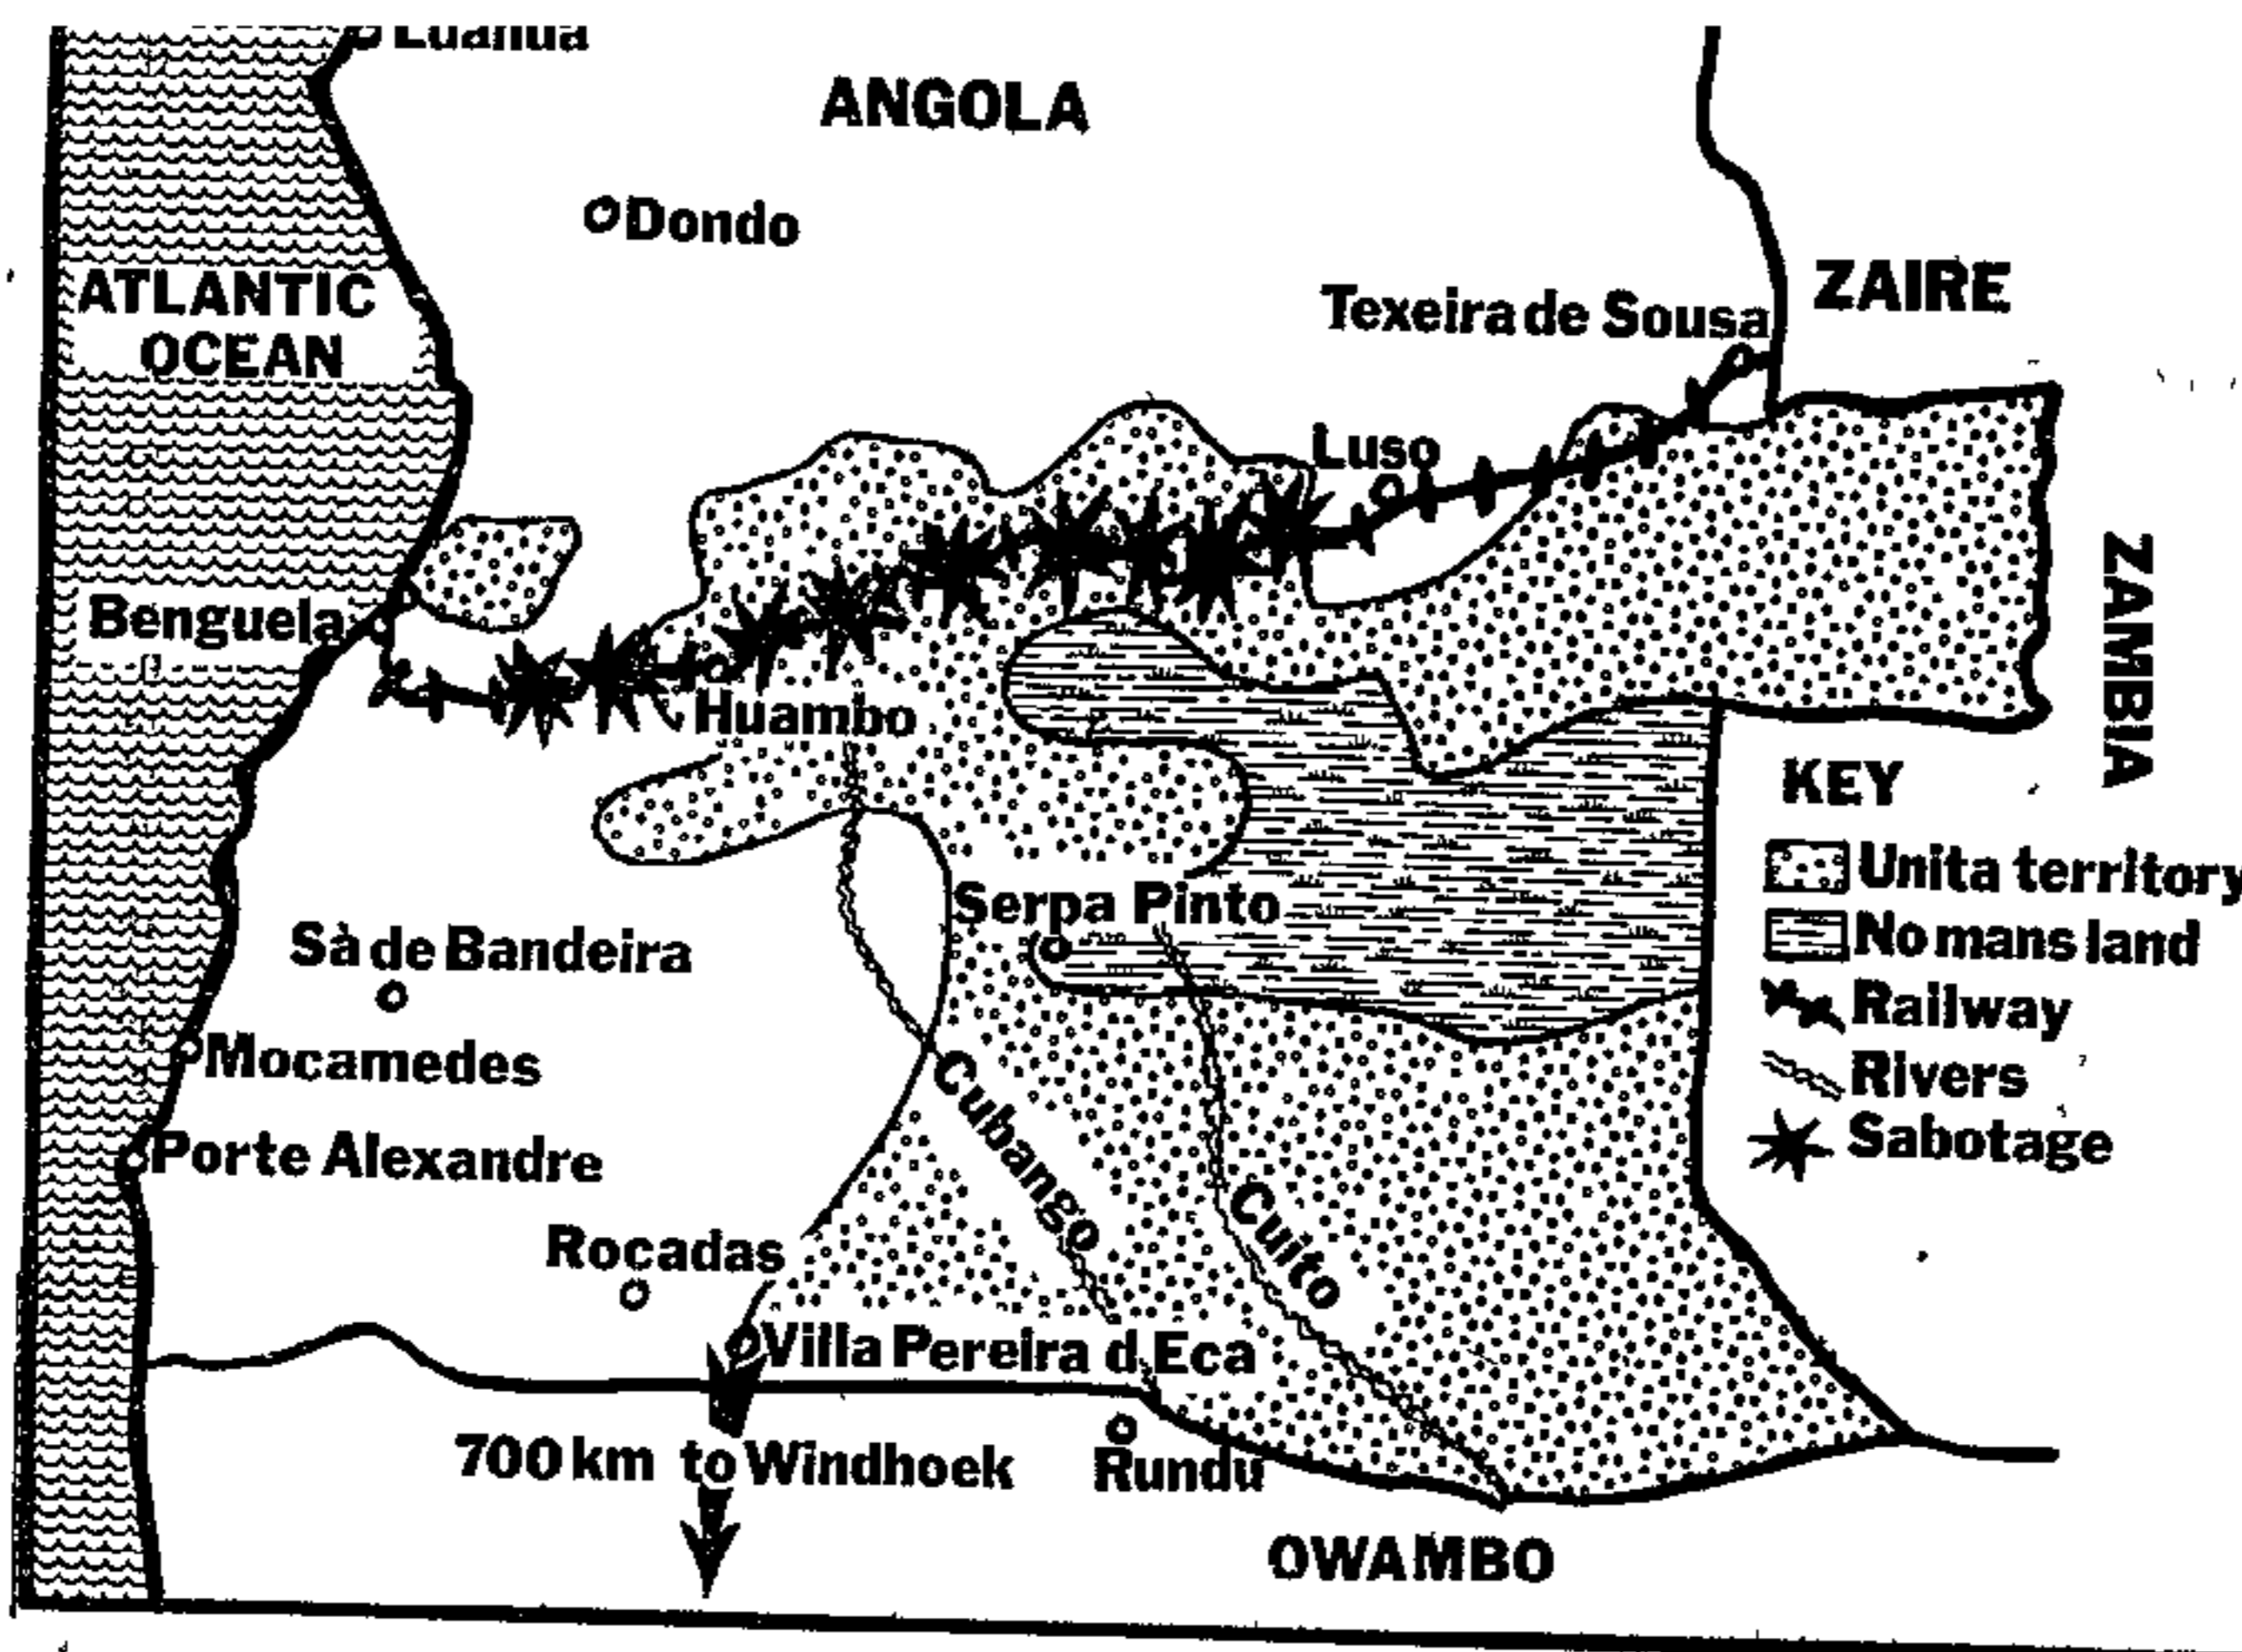 ANGOLA
Dondo
ATLANTIC
OCEAN
ZAIRE
Texeira de Sousa
Luso
ZAMBIA
Benguela
Huambo
KEY
Unita territory
No mans land
Railway
Rivers
Sabotage
Serpa Pinto
Sà de Bandeira
Mocamedes
Porte Alexandre
Cubango
Cuito
Roçadas
Villa Pereira d Eca
700 km to Windhoek
Rundu
OWAMBO